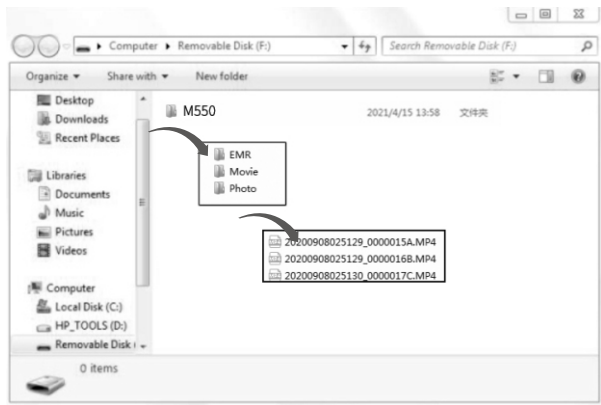 Computer ▸ Removable Disk (F:)
Search Removable Disk (F:)
Organize ▾ Share with ▾ New folder
Desktop
Downloads
Recent Places
Libraries
Documents
Music
Pictures
Videos
Computer
Local Disk (C:)
HP_TOOLS (D:)
Removable Disk (
M550 2021/4/15 13:58 文件夹
EMR
Movie
Photo
20200908025129_0000015A.MP4
20200908025129_0000016B.MP4
20200908025130_0000017C.MP4
0 items